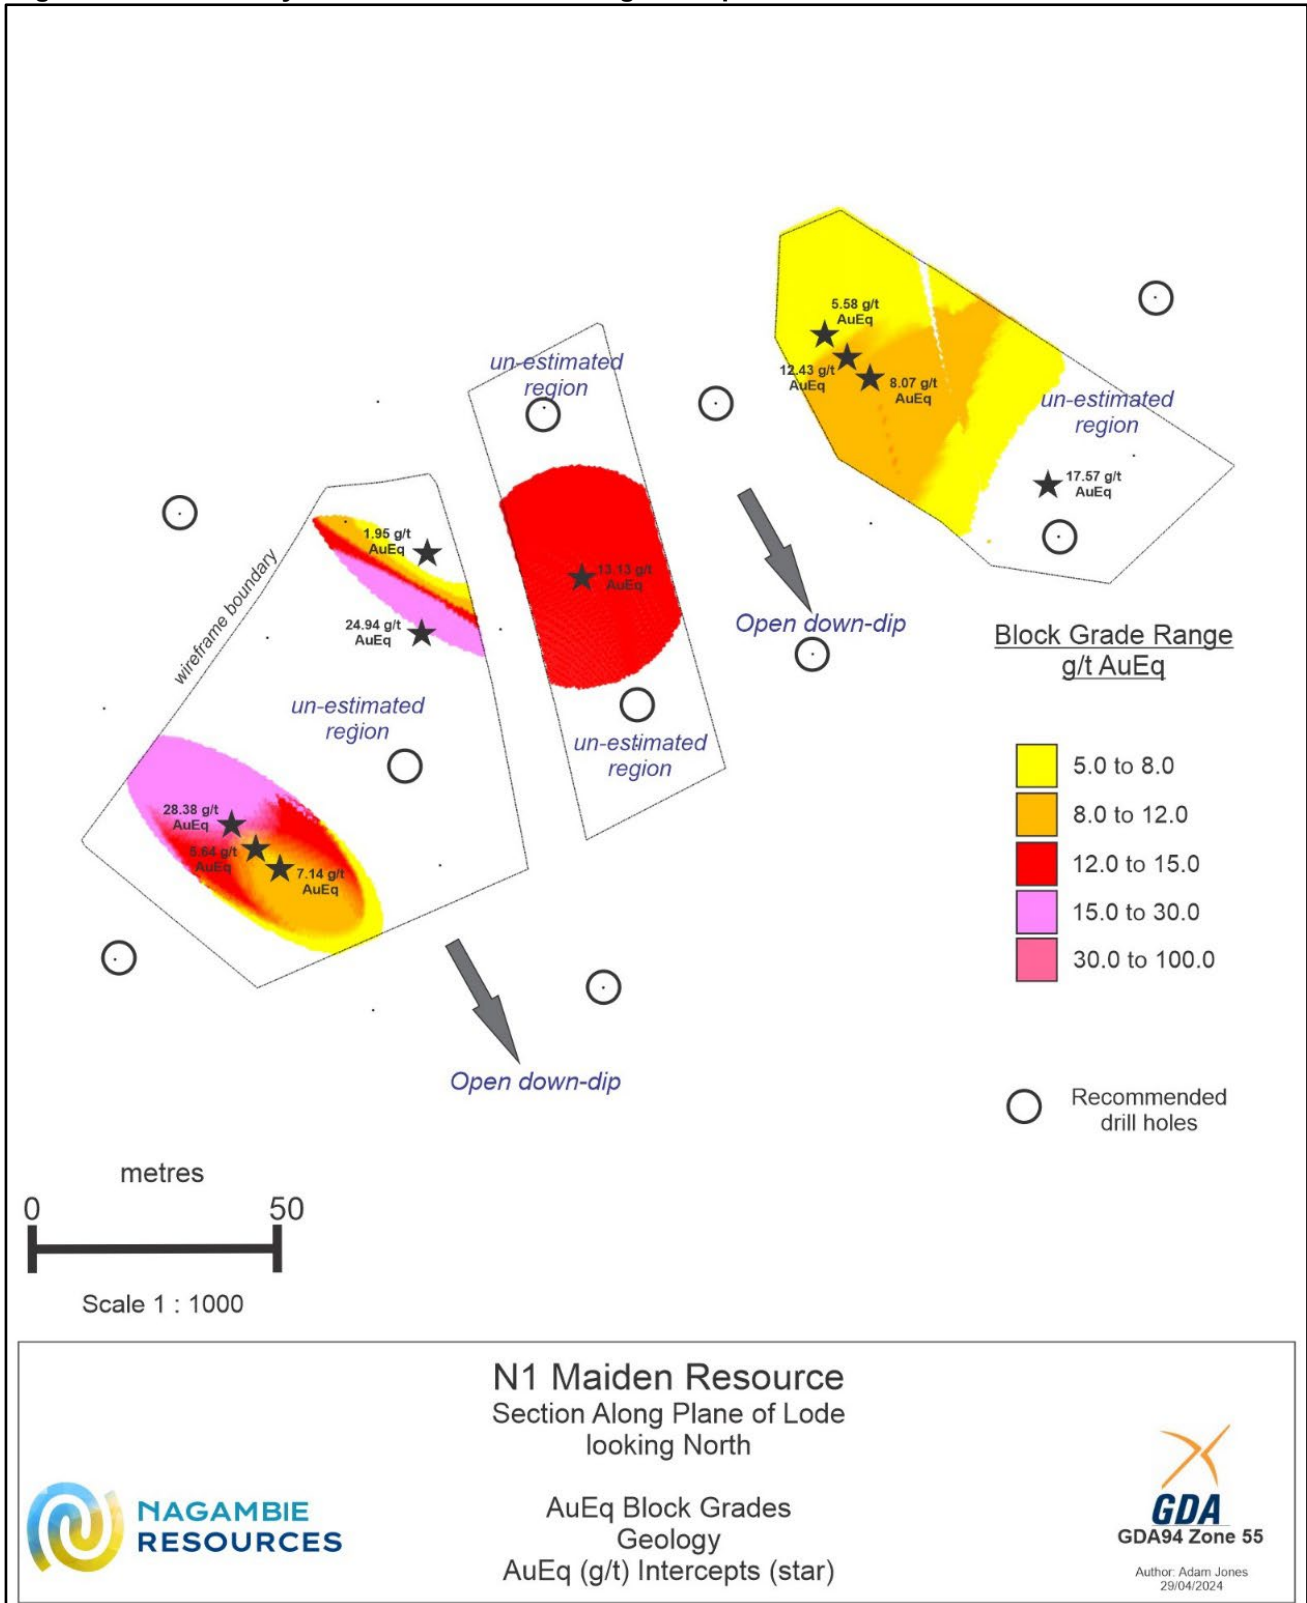 5.58 g/t
AuEq
12.43 g/t
AuEq
8.07 g/t
AuEq
un-estimated
region
un-estimated
region
17.57 g/t
AuEq
1.95 g/t
AuEq
13.13 g/t
AuEq
wireframe boundary
24.94 g/t
AuEq
Open down-dip
Block Grade Range
g/t AuEq
un-estimated
region
un-estimated
region
5.0 to 8.0
8.0 to 12.0
12.0 to 15.0
15.0 to 30.0
30.0 to 100.0
28.38 g/t
AuEq
g/t
AuEq
7.14 g/t
AuEq
Open down-dip
Recommended
drill holes
metres
0 50
Scale 1 : 1000
N1 Maiden Resource
Section Along Plane of Lode
looking North
AuEq Block Grades
Geology
AuEq (g/t) Intercepts (star)
NAGAMBIE
RESOURCES
GDA
GDA94 Zone 55
Author: Adam Jones
29/04/2024